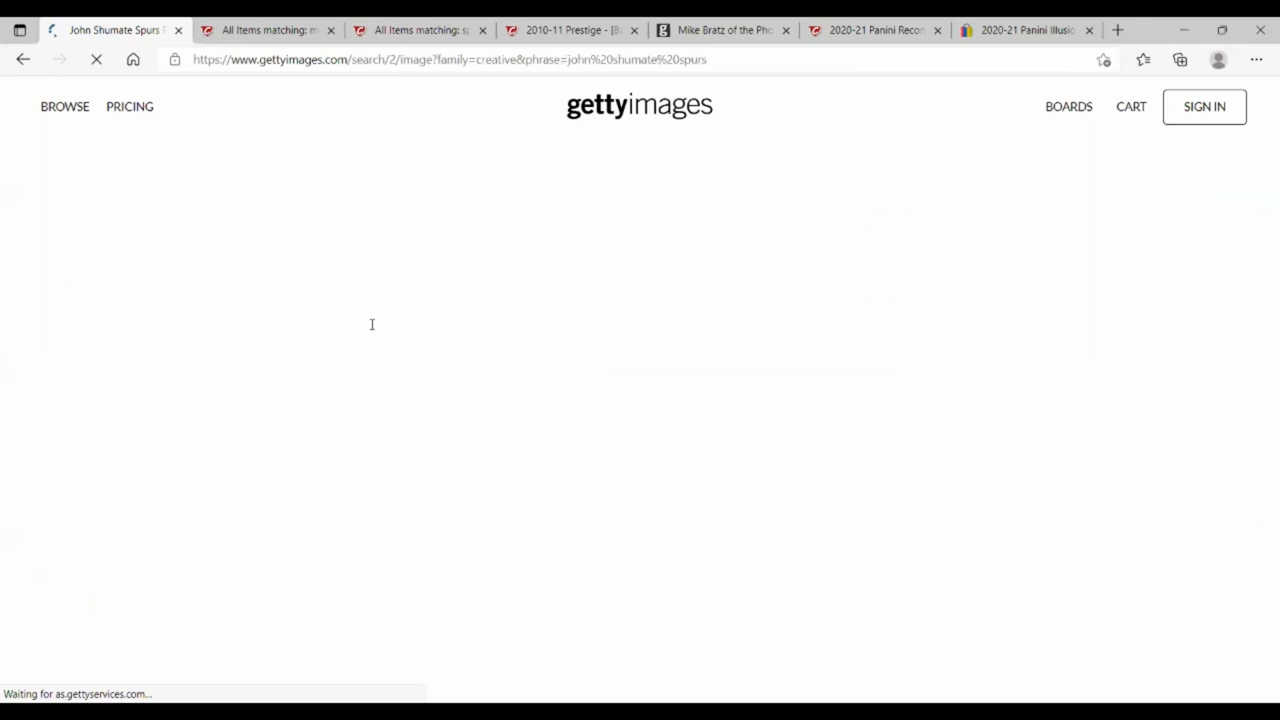 John Shumate Spurs P
All Items matching: m
All Items matching: sp
2010-11 Prestige - [B
Mike Bratz of the Pho
2020-21 Panini Recon
2020-21 Panini Illusio
https://www.gettyimages.com/search/2/image?family=creative&phrase=john%20shumate%20spurs
BROWSE PRICING gettyimages BOARDS CART SIGN IN
Waiting for as.gettyservices.com...